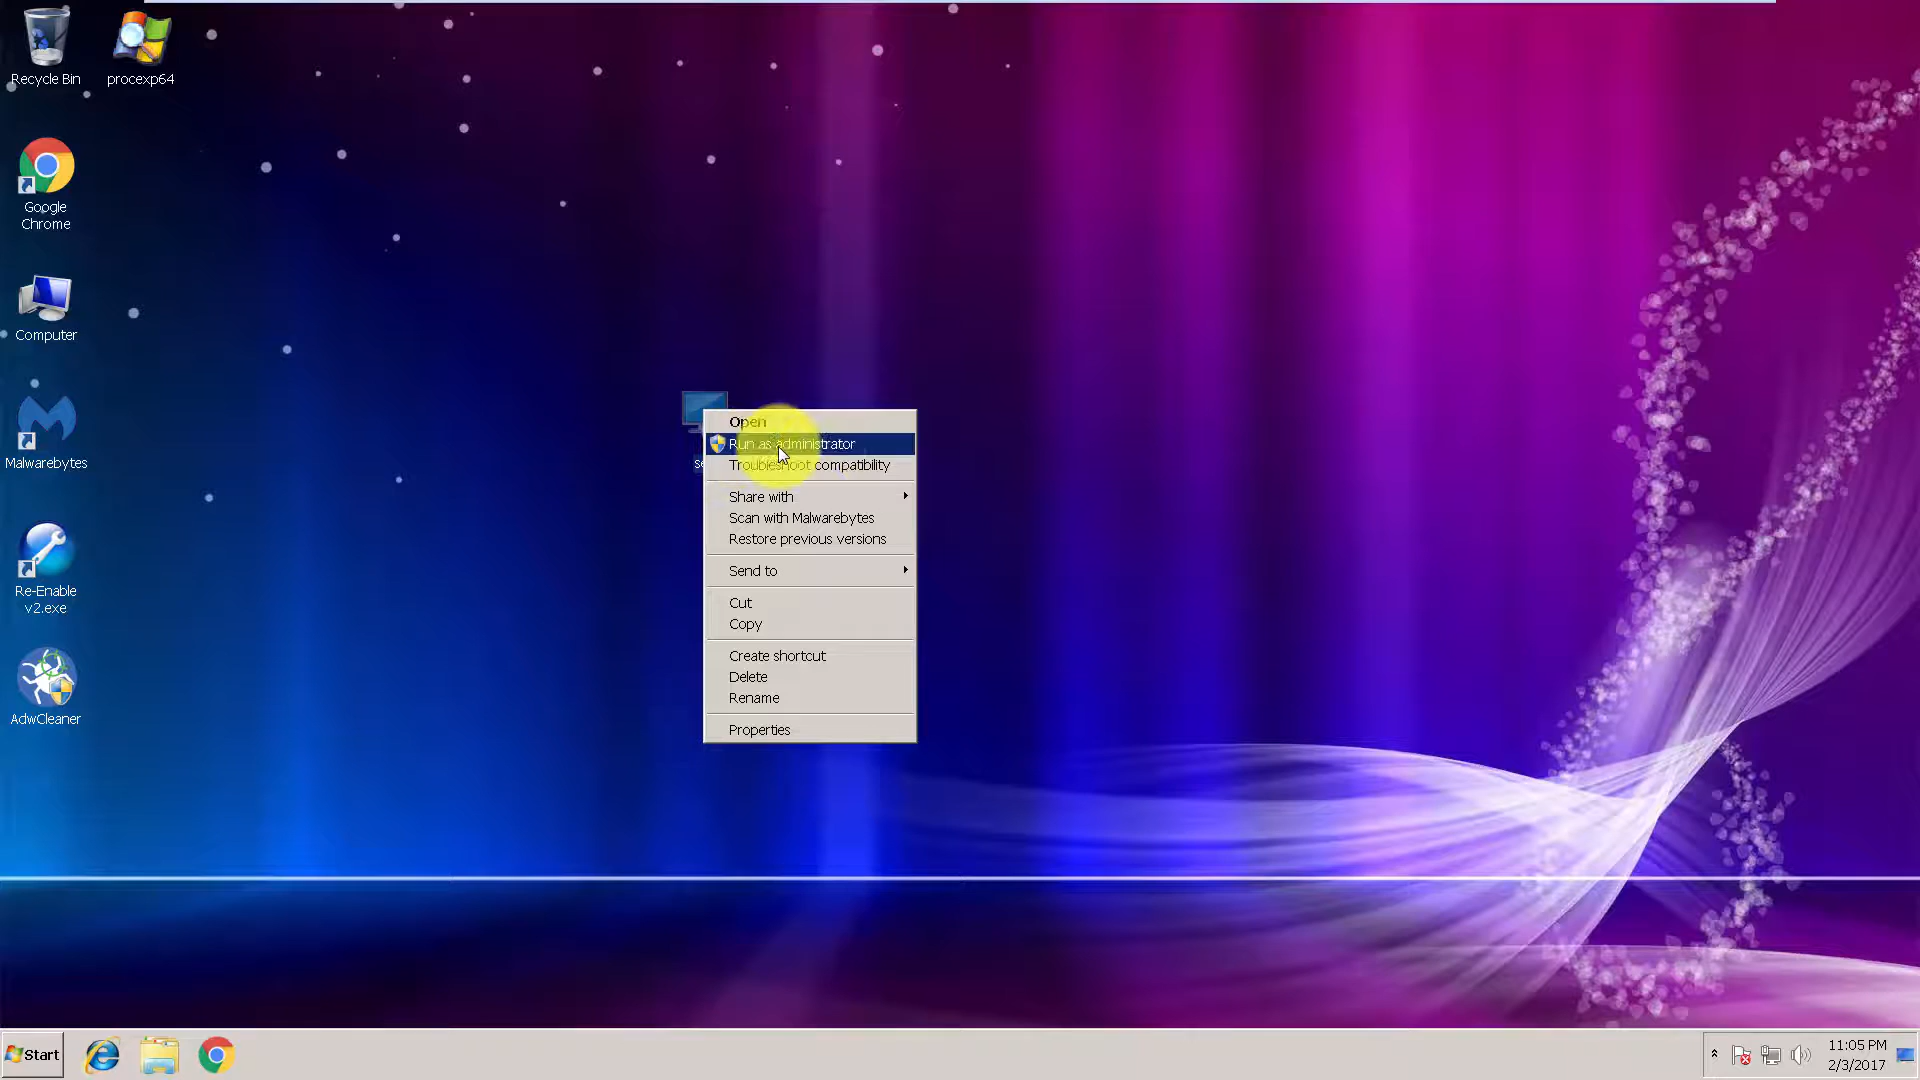 Recycle Bin
procexp64
Google
Chrome
Computer
Malwarebytes
Re-Enable
v2.exe
AdwCleaner
Open
Run as administrator
Troubleshoot compatibility
Share with
Scan with Malwarebytes
Restore previous versions
Send to
Cut
Copy
Create shortcut
Delete
Rename
Properties
Start
11:05 PM
2/3/2017